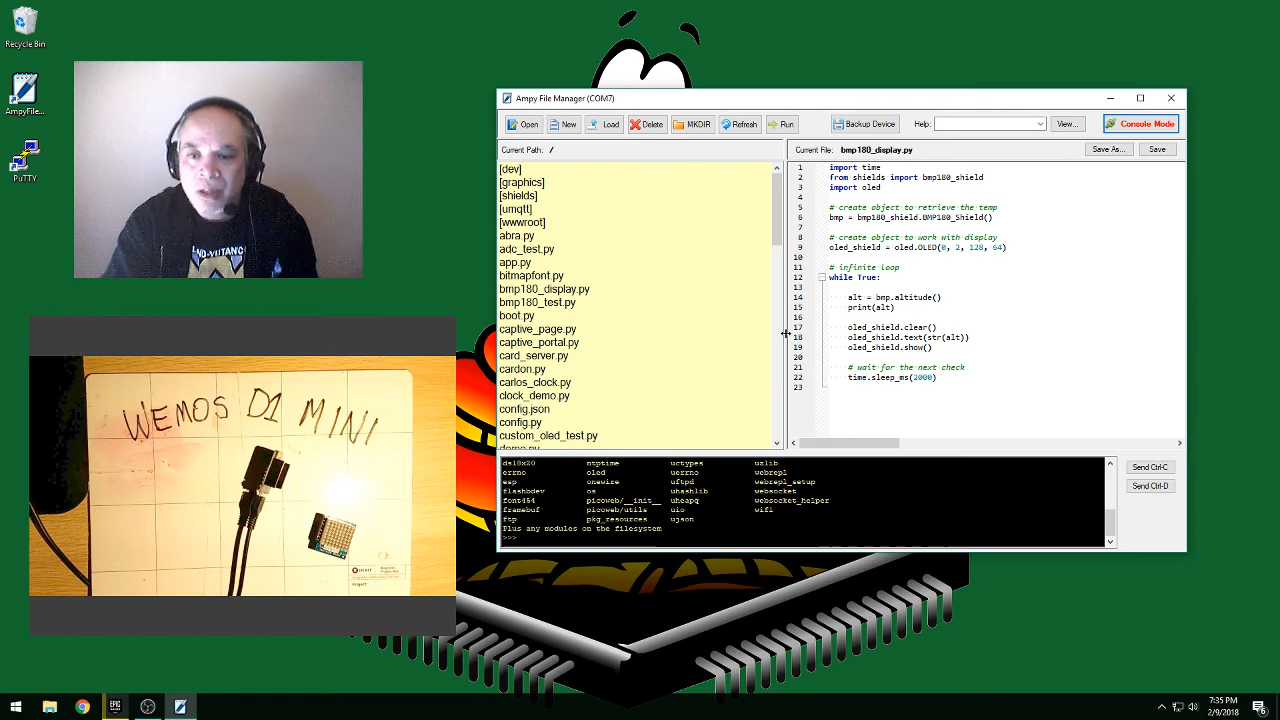 Recycle Bin
AmpyFile...
PuTTY
WEMOS D1 MINI
Ampy File Manager (COM7)
Open New Load Delete MKDIR Refresh Run Backup Device Help: View... Console Mode
Current Path: /
Current File: bmp180_display.py Save As... Save
[dev]
[graphics]
[shields]
[umqtt]
[wwwroot]
abra.py
adc_test.py
app.py
bitmapfont.py
bmp180_display.py
bmp180_test.py
boot.py
captive_page.py
captive_portal.py
card_server.py
cardon.py
carlos_clock.py
clock_demo.py
config.json
config.py
custom_oled_test.py
demo.py
1 import time
2 from shields import bmp180_shield
3 import oled
4
5 # create object to retrieve the temp
6 bmp = bmp180_shield.BMP180_Shield()
7
8 # create object to work with display
9 oled_shield = oled.OLED(0, 2, 128, 64)
10
11 # infinite loop
12 while True:
13
14 alt = bmp.altitude()
15 print(alt)
16
17 oled_shield.clear()
18 oled_shield.text(str(alt))
19 oled_shield.show()
20
21 # wait for the next check
22 time.sleep_ms(2000)
23
ds18x20 ntptime uctypes uzlib
errno oled uerrno webrepl
esp onewire uftpd webrepl_setup
flashbdev os uhashlib websocket
font454 picoweb/__init__ uheapq websocket_helper
framebuf picoweb/utils uio wifi
ftp pkg_resources ujson
Plus any modules on the filesystem
>>>
Send Ctrl-C
Send Ctrl-D
Project:
EPIC
7:35 PM
2/9/2018
6